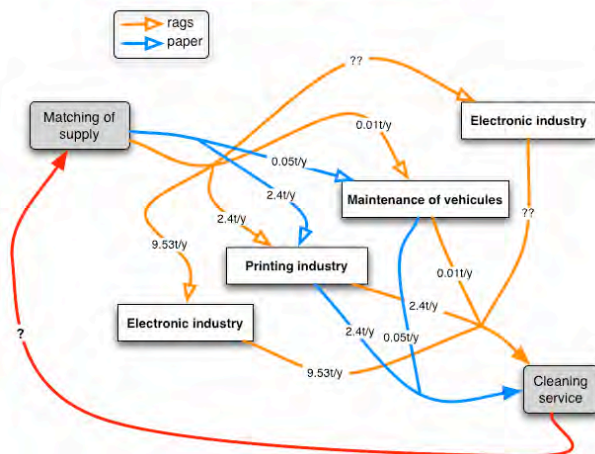 rags
paper
??
Matching of
supply
0.01t/y
Electronic industry
0.05t/y
2.4t/y
Maintenance of vehicules
??
2.4t/y
9.53t/y
Printing industry
0.01t/y
2.4t/y
Electronic industry
2.4t/y
0.05t/y
?
9.53t/y
Cleaning
service